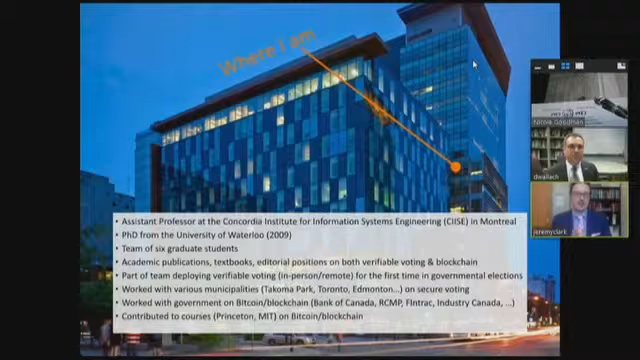 Where I am
• Assistant Professor at the Concordia Institute for Information Systems Engineering (CIISE) in Montreal
• PhD from the University of Waterloo (2009)
• Team of six graduate students
• Academic publications, textbooks, editorial positions on both verifiable voting & blockchain
• Part of team deploying verifiable voting (in-person/remote) for the first time in governmental elections
• Worked with various municipalities (Takoma Park, Toronto, Edmonton...) on secure voting
• Worked with government on Bitcoin/blockchain (Bank of Canada, RCMP, FIntrac, Industry Canada, ...)
• Contributed to courses (Princeton, MIT) on Bitcoin/blockchain
Nicole Goodman
dwallach
jeremyclark